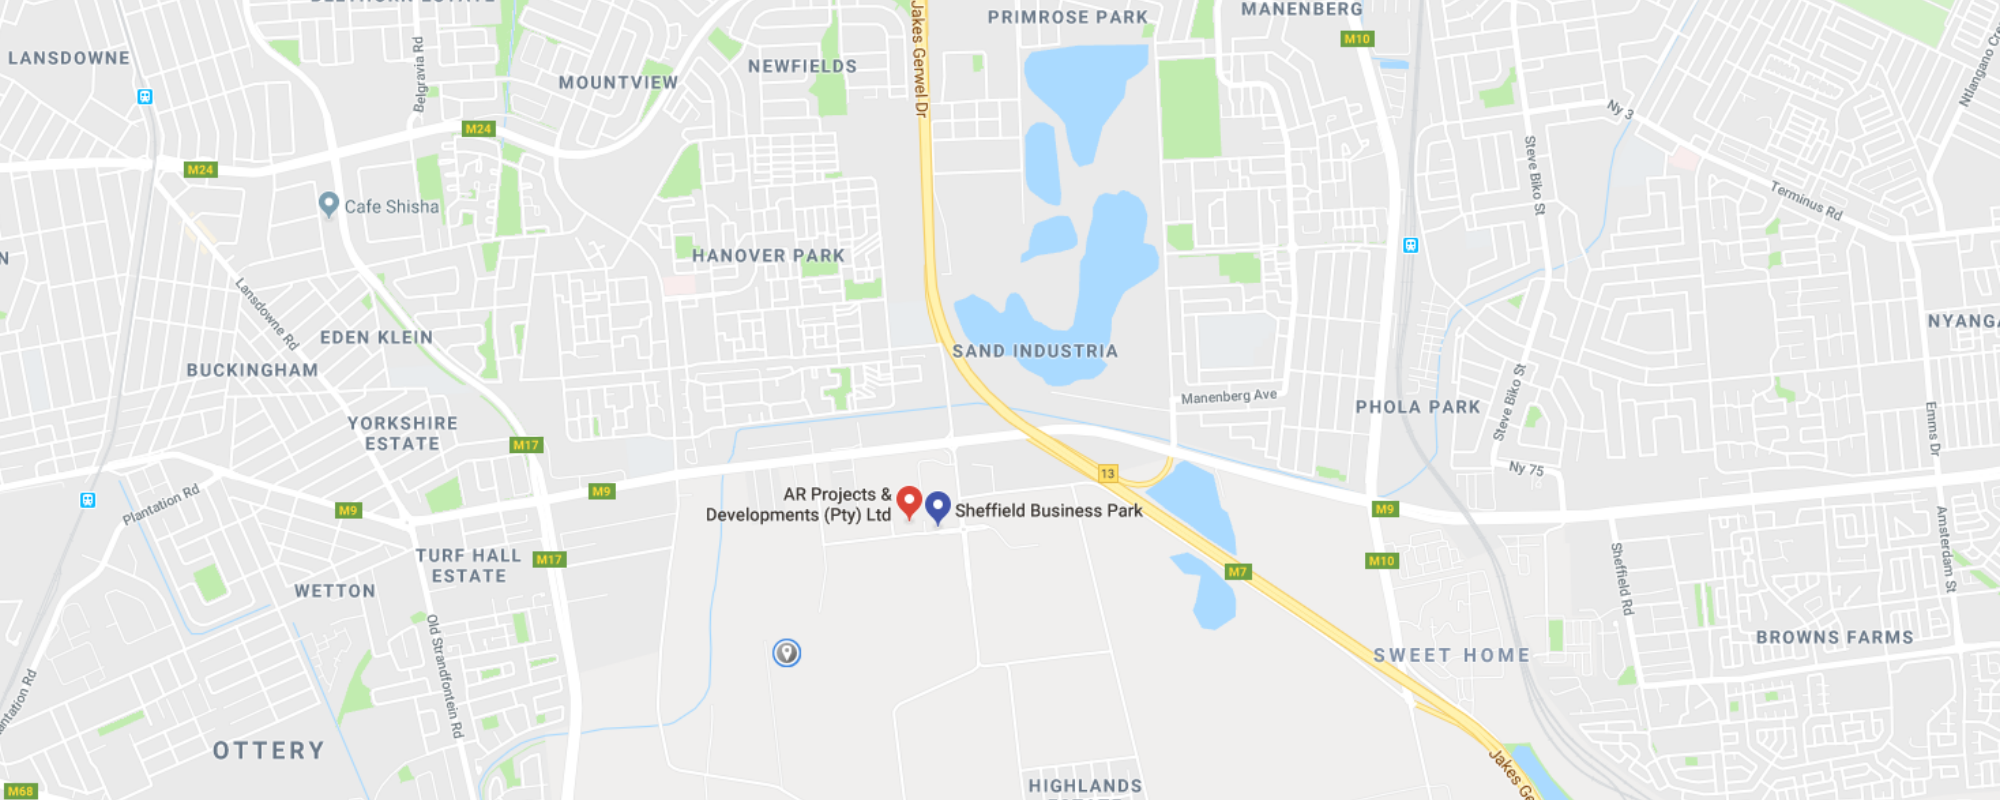 PRIMROSE PARK
MANENBERG
M10
LANSDOWNE
Belgravia Rd
MOUNTVIEW
NEWFIELDS
Jakes Gerwel Dr
M24
M24
Ny 3
Steve Biko St
Terminus Rd
Cafe Shisha
HANOVER PARK
Lansdowne Rd
EDEN KLEIN
BUCKINGHAM
SAND INDUSTRIA
Manenberg Ave
PHOLA PARK
Steve Biko St
NYANGA
Emms Dr
YORKSHIRE
ESTATE
M17
M9
M9
Plantation Rd
13
Ny 75
AR Projects &
Developments (Pty) Ltd
Sheffield Business Park
M9
M10
M7
TURF HALL
ESTATE
M17
WETTON
Old Strandfontein Rd
Sheffield Rd
Amsterdam St
BROWNS FARMS
SWEET HOME
OTTERY
M68
HIGHLANDS
Jakes Ge